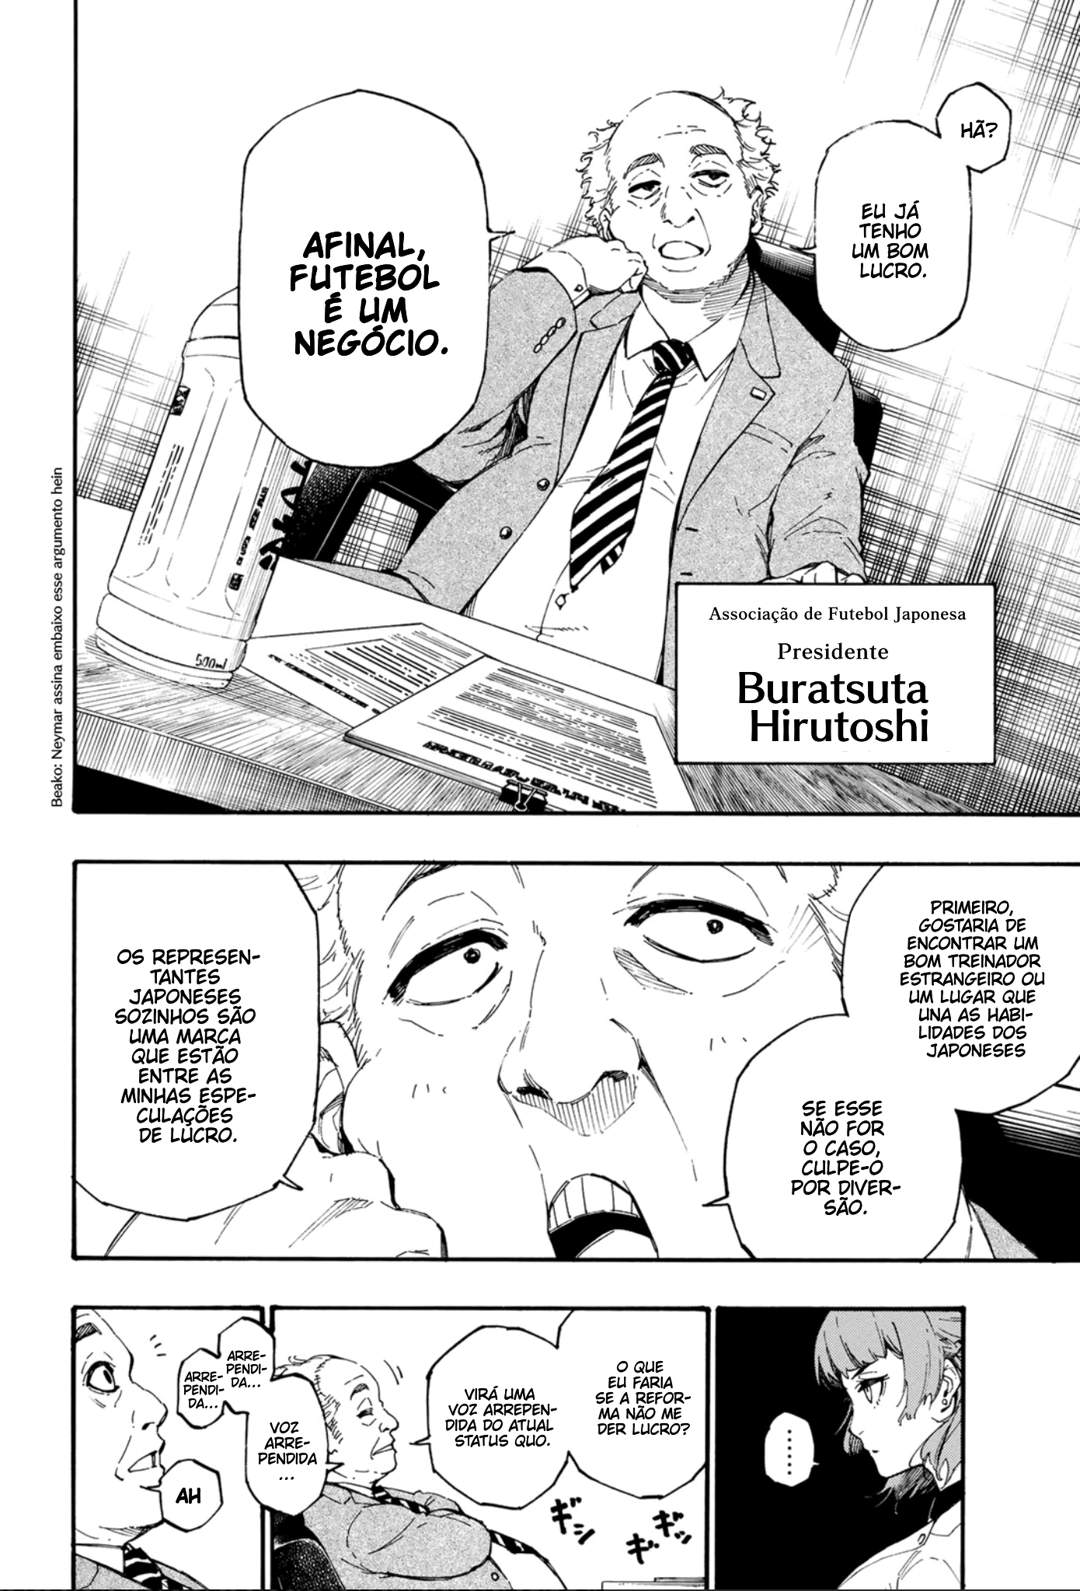 HÃ?
EU JÁ
TENHO
UM BOM
LUCRO.
AFINAL,
FUTEBOL
É UM
NEGÓCIO.
500ml
Associação de Futebol Japonesa
Presidente
Buratsuta
Hirutoshi
Beako: Neymar assina embaixo esse argumento hein
PRIMEIRO,
GOSTARIA DE
ENCONTRAR UM
BOM TREINADOR
ESTRANGEIRO OU
UM LUGAR QUE
UNA AS HABI-
LIDADES DOS
JAPONESES
SE ESSE
NÃO FOR
O CASO,
CULPE-O
POR DIVER-
SÃO.
OS REPRESEN-
TANTES
JAPONESES
SOZINHOS SÃO
UMA MARCA
QUE ESTÃO
ENTRE AS
MINHAS ESPE-
CULAÇÕES
DE LUCRO.
......
O QUE
EU FARIA
SE A REFOR-
MA NÃO ME
DER LUCRO?
VIRÁ UMA
VOZ ARREPEN-
DIDA DO ATUAL
STATUS QUO.
ギシ
ギシッ
VOZ
ARRE-
PENDIDA
...
ARRE-
PENDI-
DA...
ARRE-
PENDI-
DA...
AH